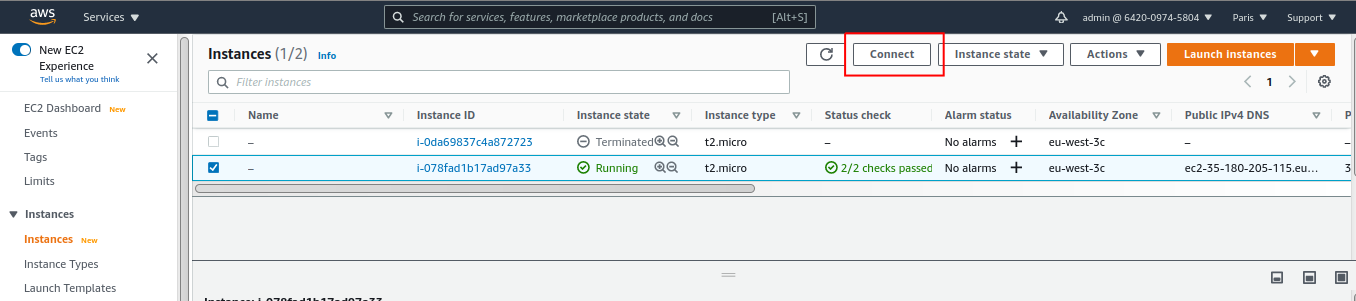 aws Services Search for services, features, marketplace products, and docs [Alt+S] admin @ 6420-0974-5804 Paris Support
New EC2
Experience
Tell us what you think
EC2 Dashboard New
Events
Tags
Limits
Instances
Instances New
Instance Types
Launch Templates
Instances (1/2) Info Connect Instance state Actions Launch instances
Filter instances 1
Name Instance ID Instance state Instance type Status check Alarm status Availability Zone Public IPv4 DNS P
– i-0da69837c4a872723 Terminated t2.micro – No alarms + eu-west-3c – –
– i-078fad1b17ad97a33 Running t2.micro 2/2 checks passed No alarms + eu-west-3c ec2-35-180-205-115.eu... 3
Instance: i-078fad1b17ad97a33